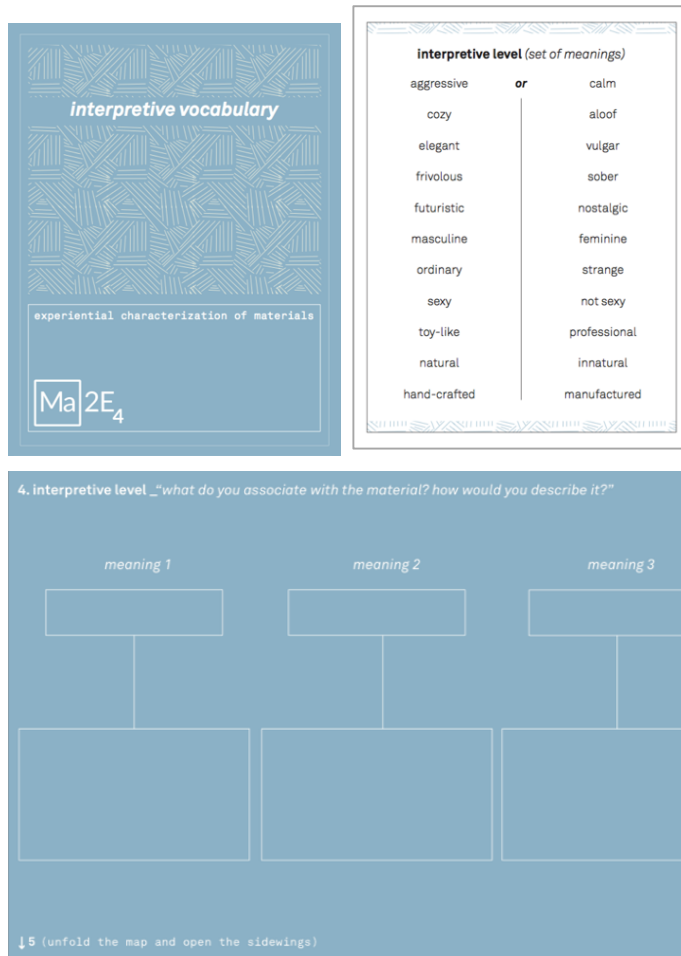 interpretive vocabulary
experiential characterization of materials
Ma 2E4
interpretive level (set of meanings)
aggressive or calm
cozy aloof
elegant vulgar
frivolous sober
futuristic nostalgic
masculine feminine
ordinary strange
sexy not sexy
toy-like professional
natural innatural
hand-crafted manufactured
4. interpretive level _“what do you associate with the material? how would you describe it?”
meaning 1 meaning 2 meaning 3
↓5 (unfold the map and open the sidewings)